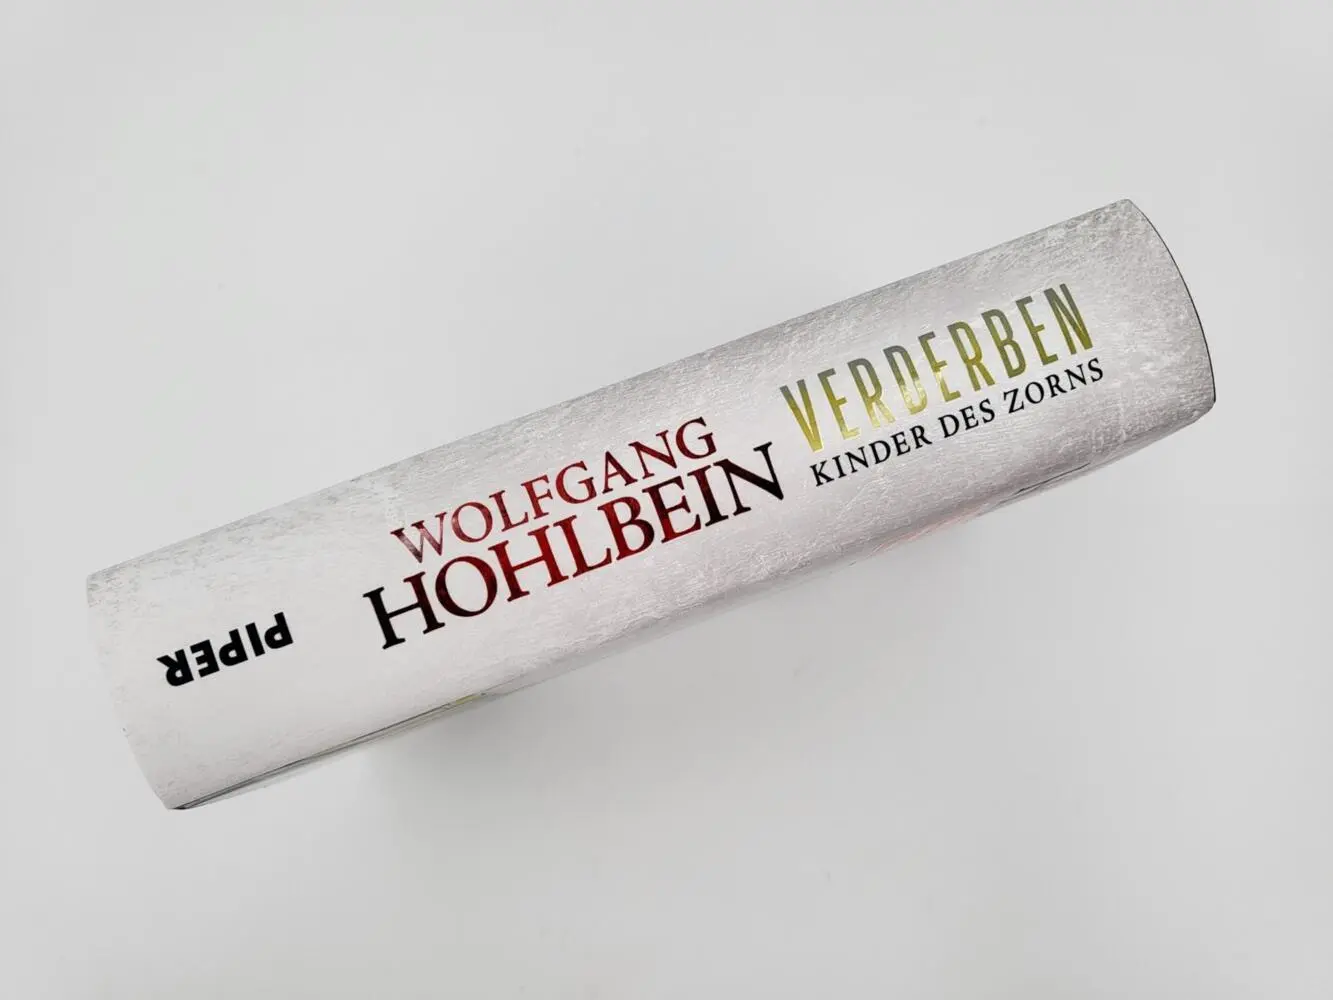 WOLFGANG
HOHLBEIN
VERDERBEN
KINDER DES ZORNS
PIPER